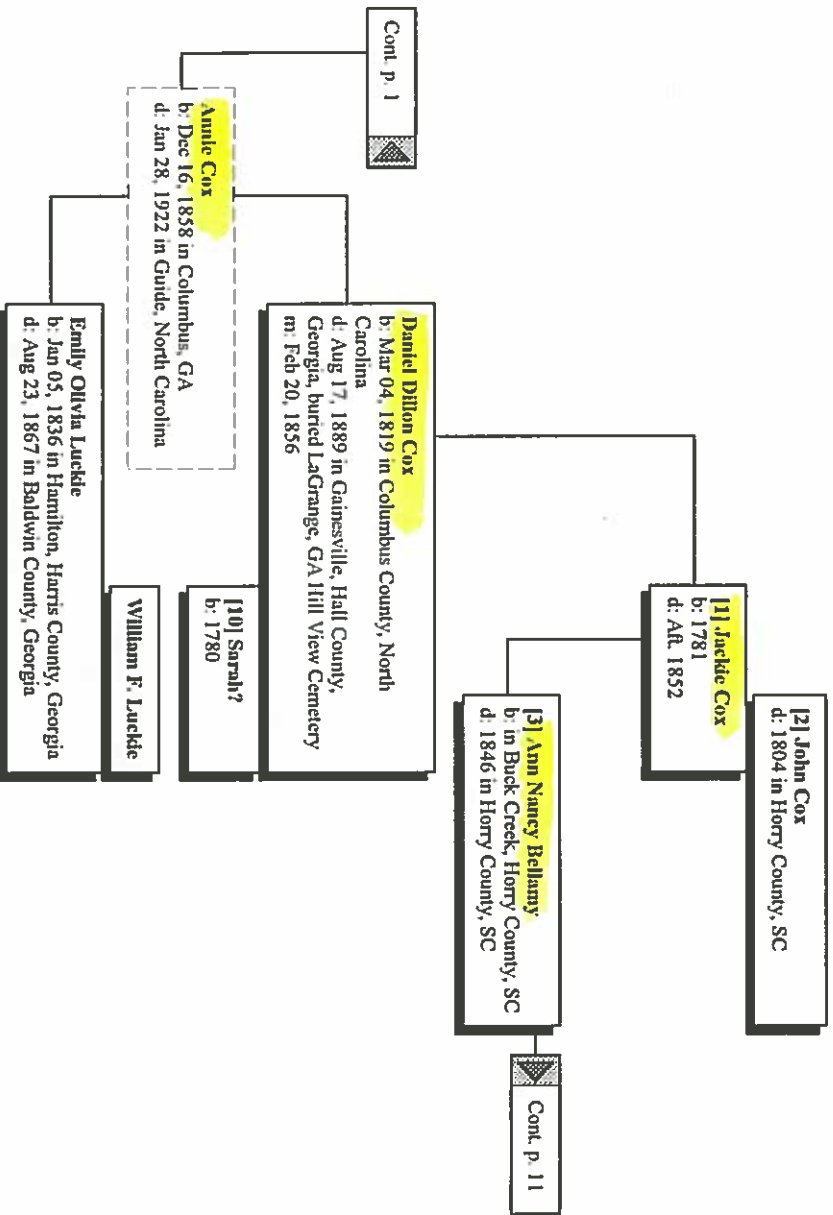 Cont. p. 1
Annie Cox
b: Dec 16, 1858 in Columbus, GA
d: Jan 28, 1922 in Guide, North Carolina
Daniel Dillon Cox
b: Mar 04, 1819 in Columbus County, North
Carolina
d: Aug 17, 1889 in Gainesville, Hall County,
Georgia, buried LaGrange, GA Hill View Cemetery
m: Feb 20, 1856
Emily Olivia Luckie
b: Jan 05, 1836 in Hamilton, Harris County, Georgia
d: Aug 23, 1867 in Baldwin County, Georgia
[1] Jackie Cox
b: 1781
d: Aft. 1852
[10] Sarah?
b: 1780
William F. Luckie
[2] John Cox
d: 1804 in Horry County, SC
[3] Ann Nancy Bellamy
b: in Buck Creek, Horry County, SC
d: 1846 in Horry County, SC
Cont. p. 11